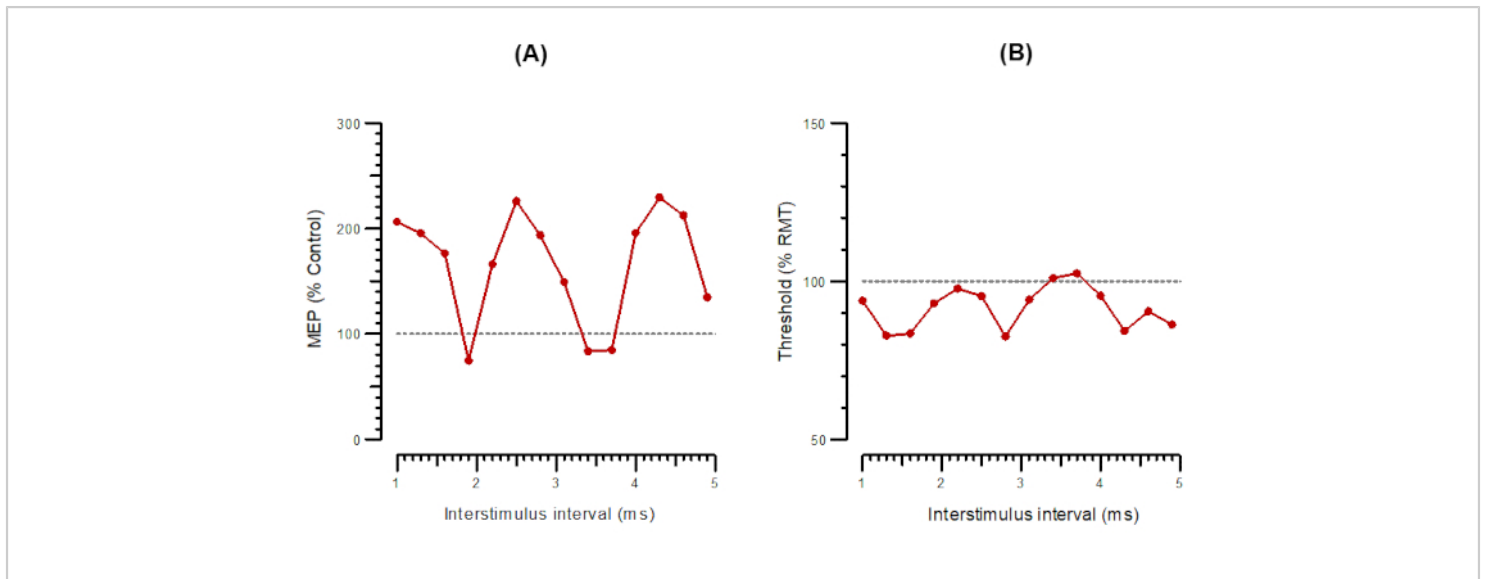 (A)
(B)
300
200
100
0
MEP (% Control)
1 2 3 4 5
Interstimulus interval (ms)
150
100
50
Threshold (% RMT)
1 2 3 4 5
Interstimulus interval (ms)